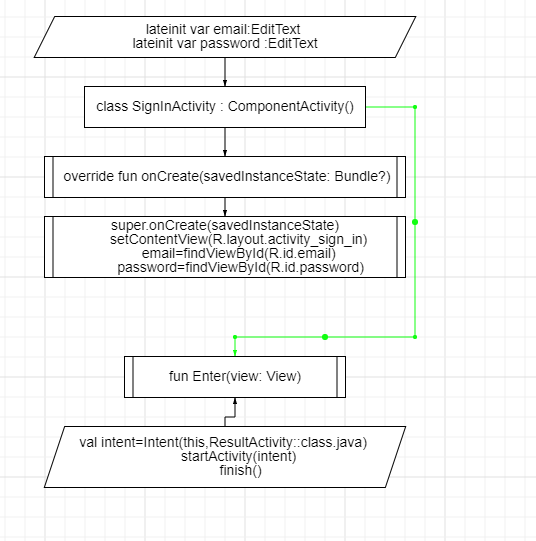 lateinit var email:EditText
lateinit var password :EditText
class SignInActivity : ComponentActivity()
override fun onCreate(savedInstanceState: Bundle?)
super.onCreate(savedInstanceState)
setContentView(R.layout.activity_sign_in)
email=findViewById(R.id.email)
password=findViewById(R.id.password)
fun Enter(view: View)
val intent=Intent(this,ResultActivity::class.java)
startActivity(intent)
finish()